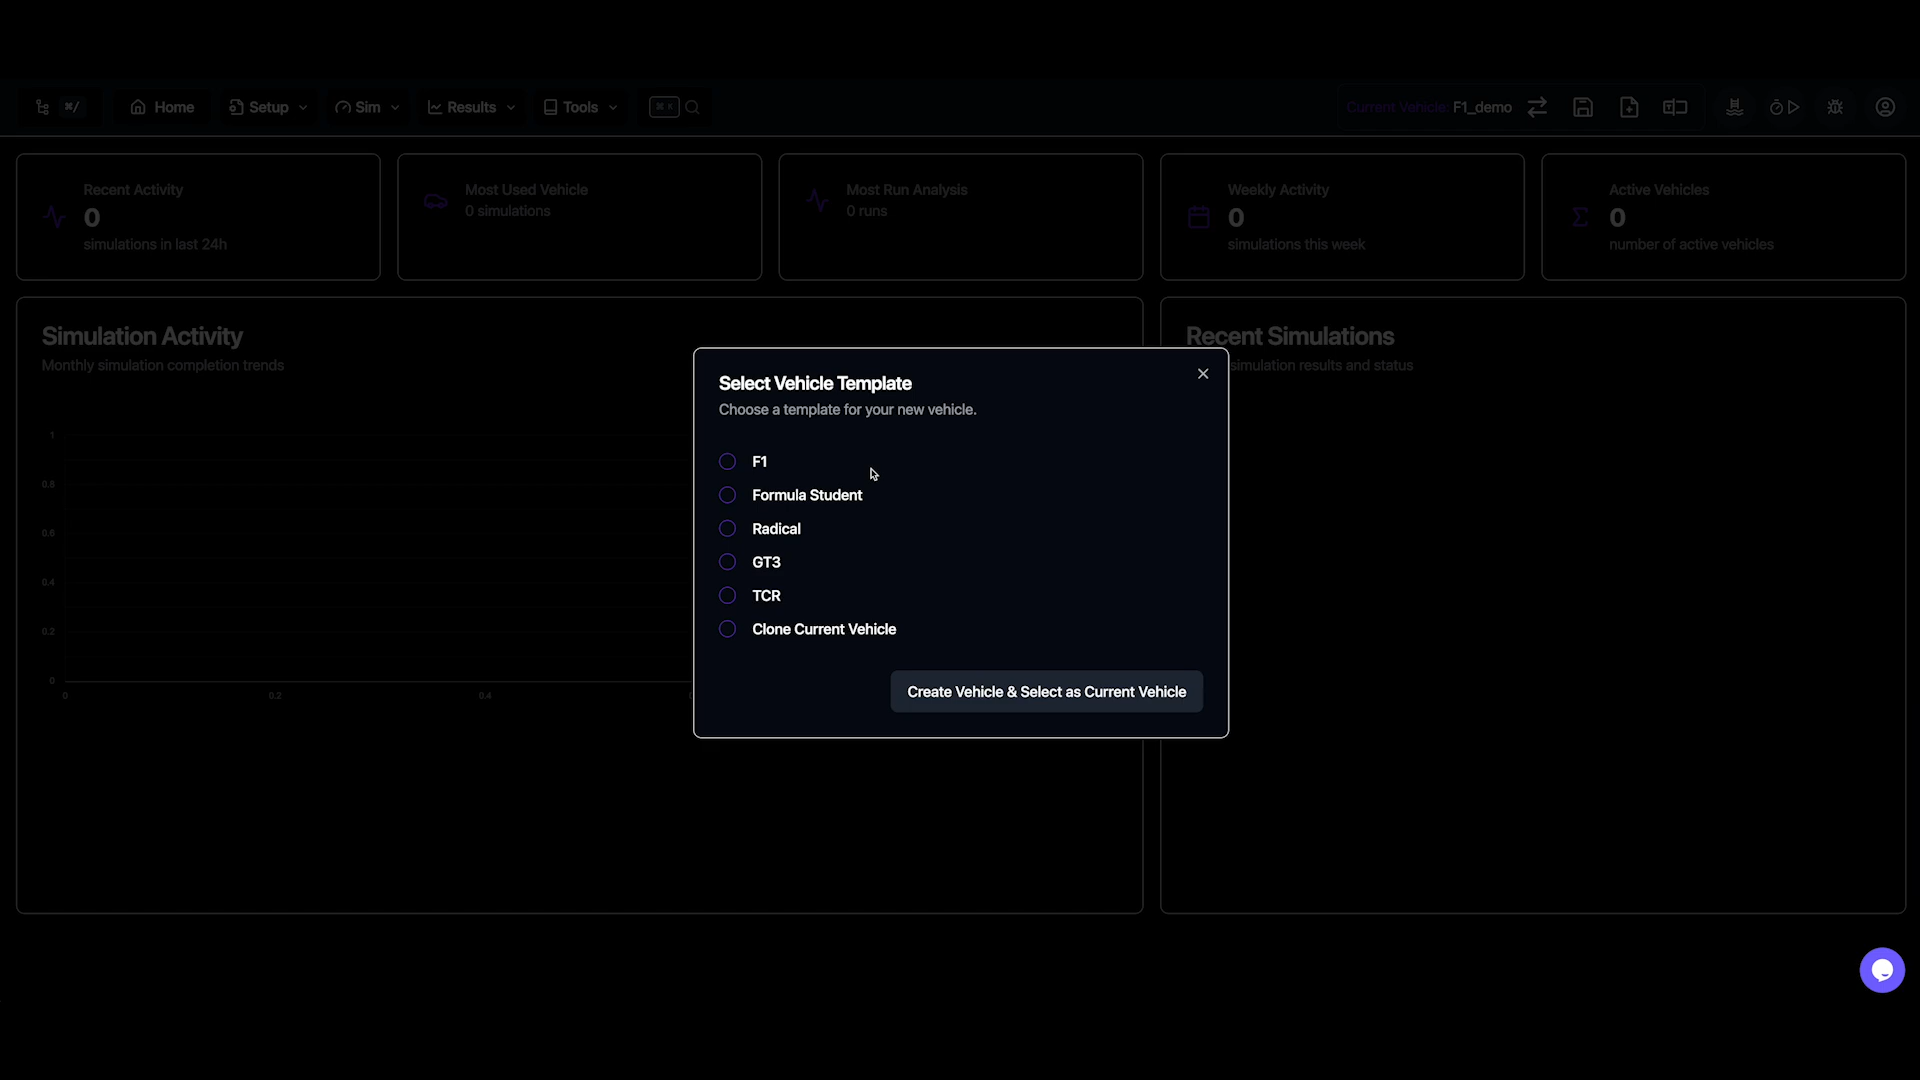 ⌘/ Home Setup Sim Results Tools ⌘ K Current Vehicle: F1_demo
Recent Activity
0
simulations in last 24h
Most Used Vehicle
0 simulations
Most Run Analysis
0 runs
Weekly Activity
0
simulations this week
Active Vehicles
0
number of active vehicles
Simulation Activity
Monthly simulation completion trends
1
0.8
0.6
0.4
0.2
0
0 0.2 0.4
Recent Simulations
simulation results and status
Select Vehicle Template
Choose a template for your new vehicle.
F1
Formula Student
Radical
GT3
TCR
Clone Current Vehicle
Create Vehicle & Select as Current Vehicle